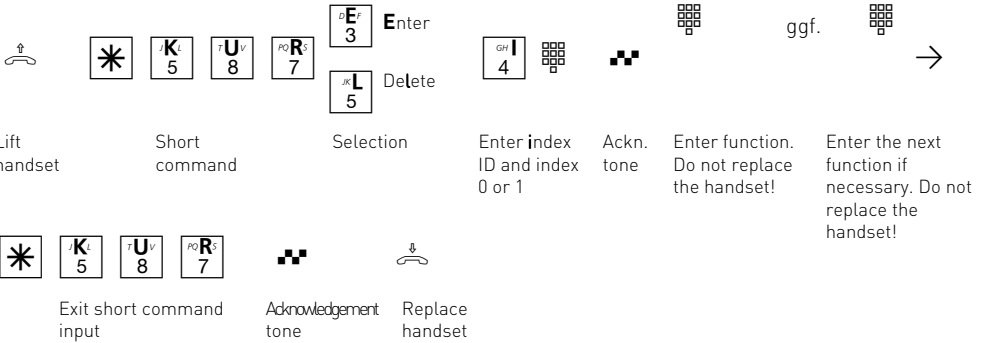 DEF
3
Enter
ggf.
✱
JKL
5
TUV
8
PQRS
7
GHI
4
JKL
5
Delete
Lift
handset
Short
command
Selection
Enter index
ID and index
0 or 1
Ackn.
tone
Enter function.
Do not replace
the handset!
Enter the next
function if
necessary. Do not
replace the
handset!
✱
JKL
5
TUV
8
PQRS
7
Exit short command
input
Acknowledgement
tone
Replace
handset